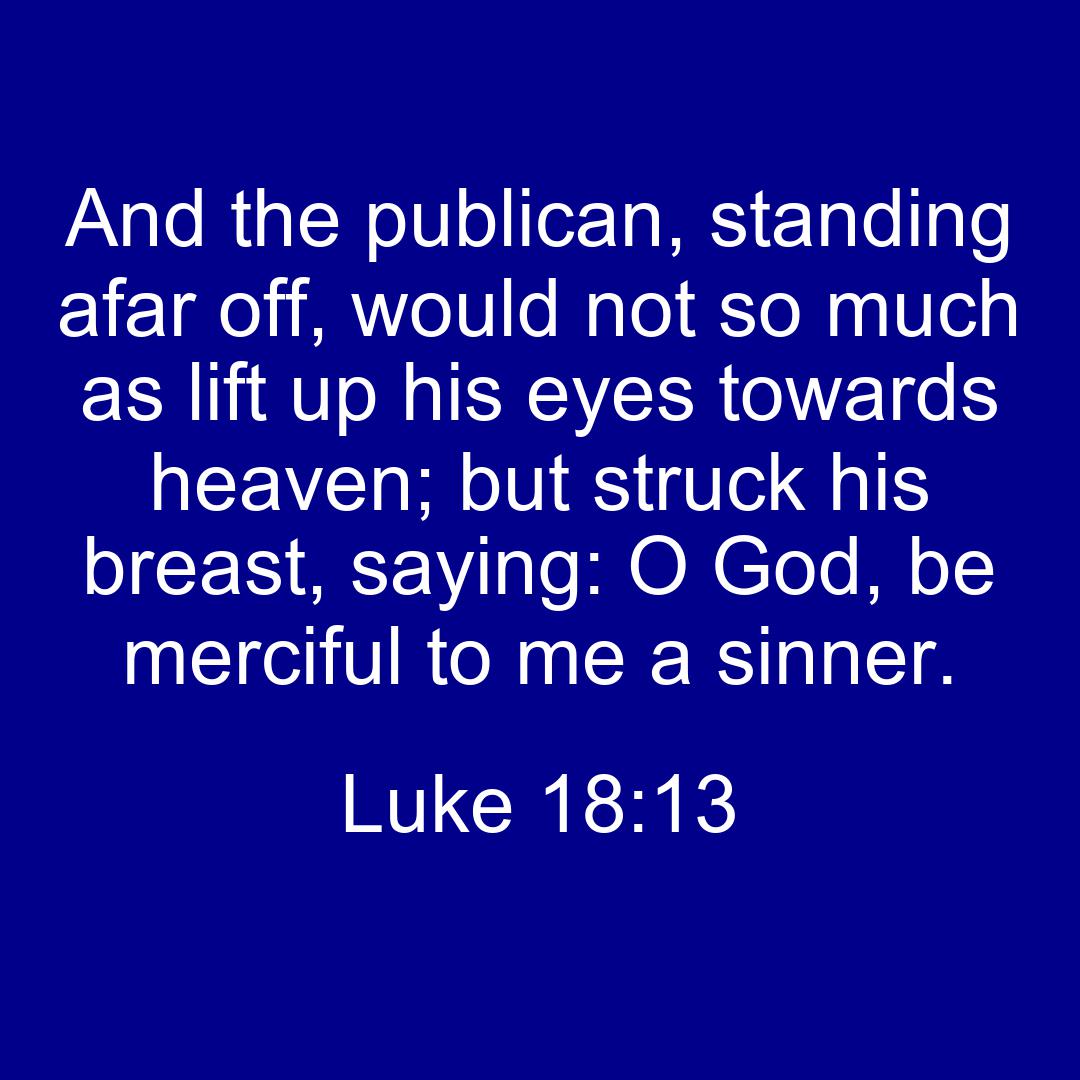 And the publican, standing
afar off, would not so much
as lift up his eyes towards
heaven; but struck his
breast, saying: O God, be
merciful to me a sinner.
Luke 18:13